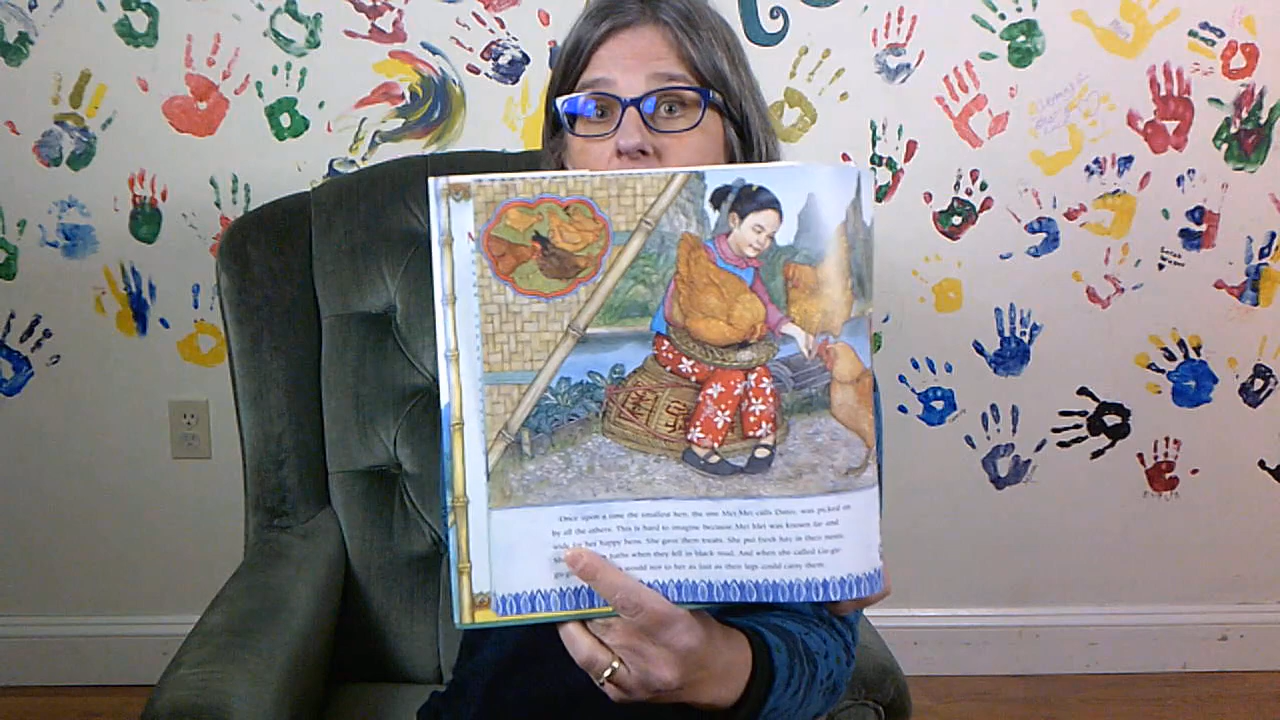 Once upon a time the smallest hen, the one Mei Mei calls Daisy, was picked on
by all the others. This is hard to imagine because Mei Mei was known far and
wide for her happy hens. She gave them treats. She put fresh hay in their nests.
baths when they fell in black mud. And when she called Gu-gu-
would run to her as fast as their legs could carry them.